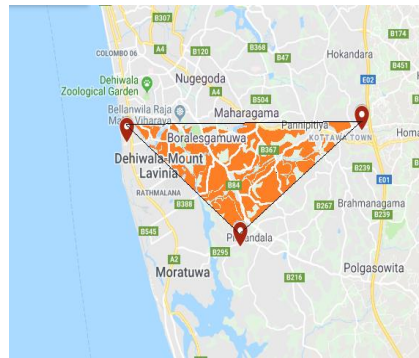 B174
B368
Hokandara
COLOMBO 06
A4
B120
B47
B451
Dehiwala
Zoological Garden
Nugegoda
E02
Bellanwila Raja
Maha Viharaya
Maharagama
B504
Pannipitiya
Boralesgamuwa
KOTTAWA TOWN
A4
Dehiwala-Mount
Lavinia
B367
B239
E01
RATHMALANA
B84
B388
B267
Brahmanagama
B239
B545
Piliyandala
A2
B295
Moratuwa
B216
Polgasowita